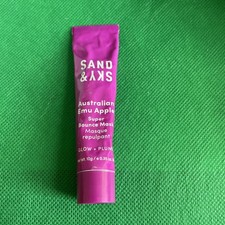 SAND
& SKY
Australian
Emu Apple
Super
Bounce Mask
Masque
repulpant
GLOW + PLUMP